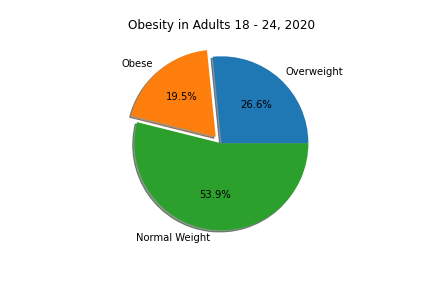 Obesity in Adults 18 - 24, 2020
Obese
Overweight
19.5%
26.6%
53.9%
Normal Weight